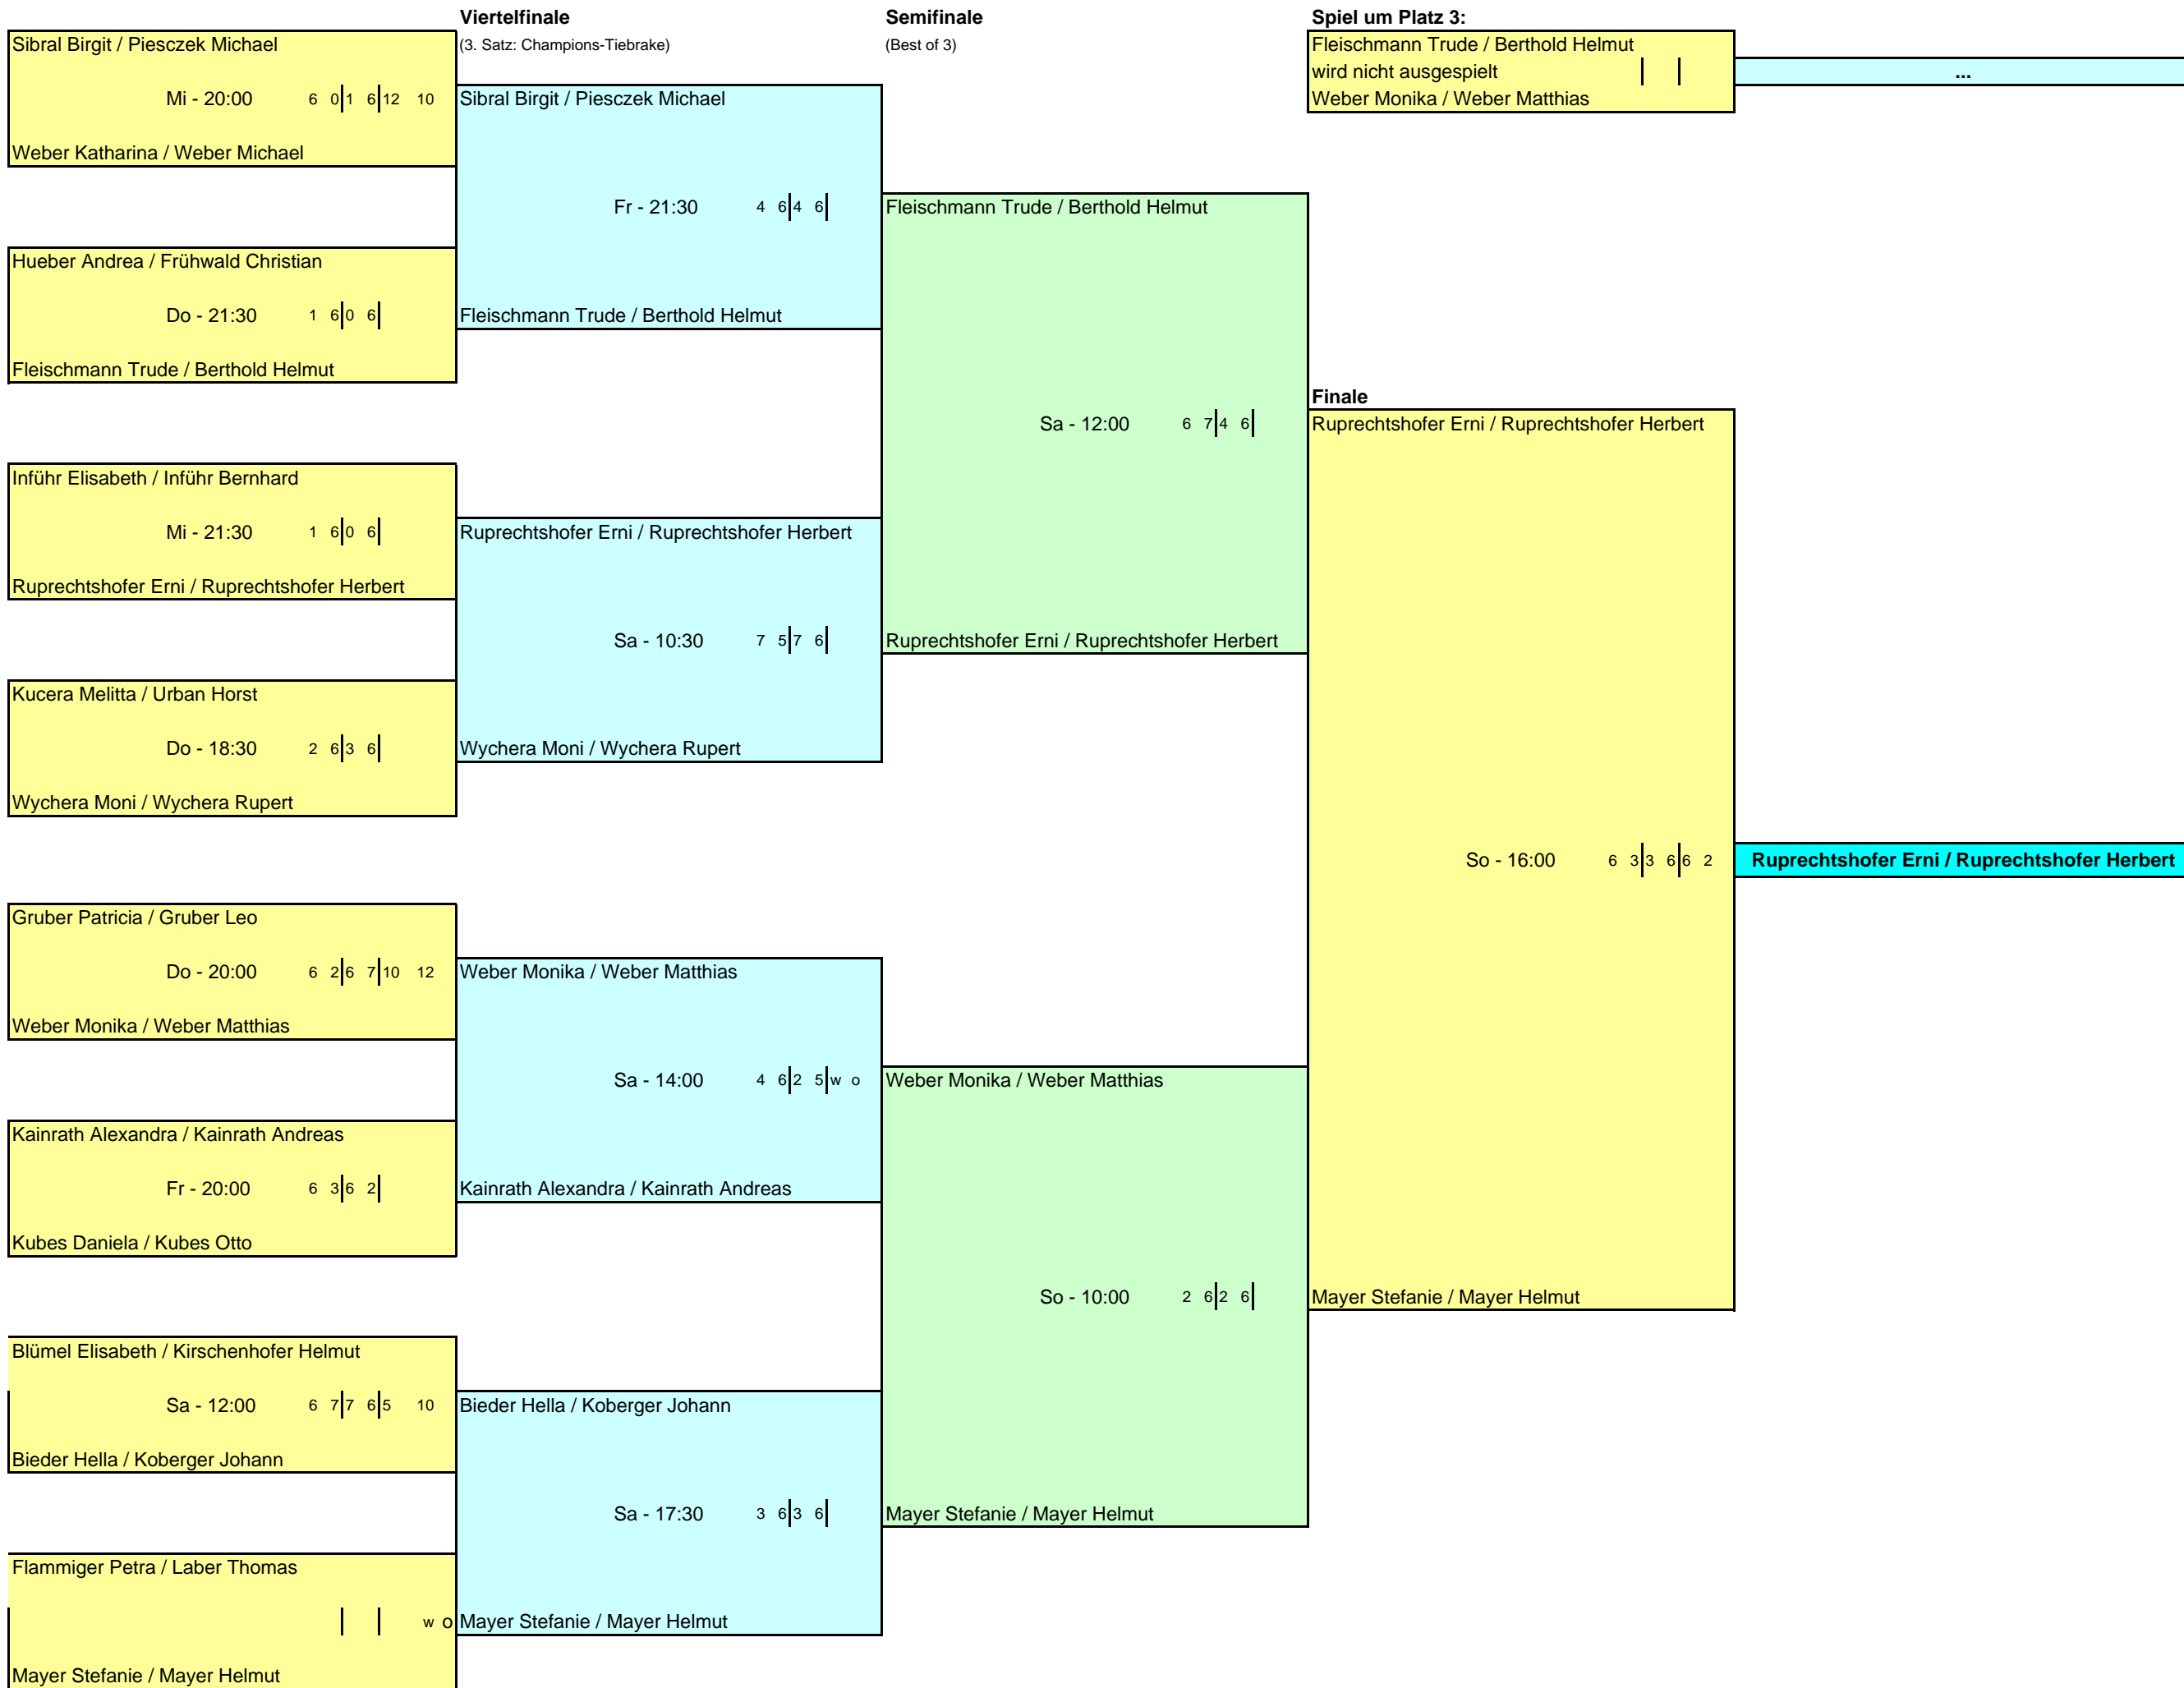 Viertelfinale Semifinale Spiel um Platz 3:
Sibral Birgit / Piesczek Michael (3. Satz: Champions-Tiebrake) (Best of 3) Fleischmann Trude / Berthold Helmut
wird nicht ausgespielt ...
Mi - 20:00 6 0 1 6 12 10 Sibral Birgit / Piesczek Michael Weber Monika / Weber Matthias
Weber Katharina / Weber Michael
Fr - 21:30 4 6 4 6 Fleischmann Trude / Berthold Helmut
Hueber Andrea / Frühwald Christian
Do - 21:30 1 6 0 6 Fleischmann Trude / Berthold Helmut
Fleischmann Trude / Berthold Helmut
Finale
Sa - 12:00 6 7 4 6 Ruprechtshofer Erni / Ruprechtshofer Herbert
Inführ Elisabeth / Inführ Bernhard
Mi - 21:30 1 6 0 6 Ruprechtshofer Erni / Ruprechtshofer Herbert
Ruprechtshofer Erni / Ruprechtshofer Herbert
Sa - 10:30 7 5 7 6 Ruprechtshofer Erni / Ruprechtshofer Herbert
Kucera Melitta / Urban Horst
Do - 18:30 2 6 3 6 Wychera Moni / Wychera Rupert
Wychera Moni / Wychera Rupert
So - 16:00 6 3 3 6 6 2 Ruprechtshofer Erni / Ruprechtshofer Herbert
Gruber Patricia / Gruber Leo
Do - 20:00 6 2 6 7 10 12 Weber Monika / Weber Matthias
Weber Monika / Weber Matthias
Sa - 14:00 4 6 2 5 w o Weber Monika / Weber Matthias
Kainrath Alexandra / Kainrath Andreas
Fr - 20:00 6 3 6 2 Kainrath Alexandra / Kainrath Andreas
Kubes Daniela / Kubes Otto
So - 10:00 2 6 2 6 Mayer Stefanie / Mayer Helmut
Blümel Elisabeth / Kirschenhofer Helmut
Sa - 12:00 6 7 7 6 5 10 Bieder Hella / Koberger Johann
Bieder Hella / Koberger Johann
Sa - 17:30 3 6 3 6 Mayer Stefanie / Mayer Helmut
Flammiger Petra / Laber Thomas
w o Mayer Stefanie / Mayer Helmut
Mayer Stefanie / Mayer Helmut